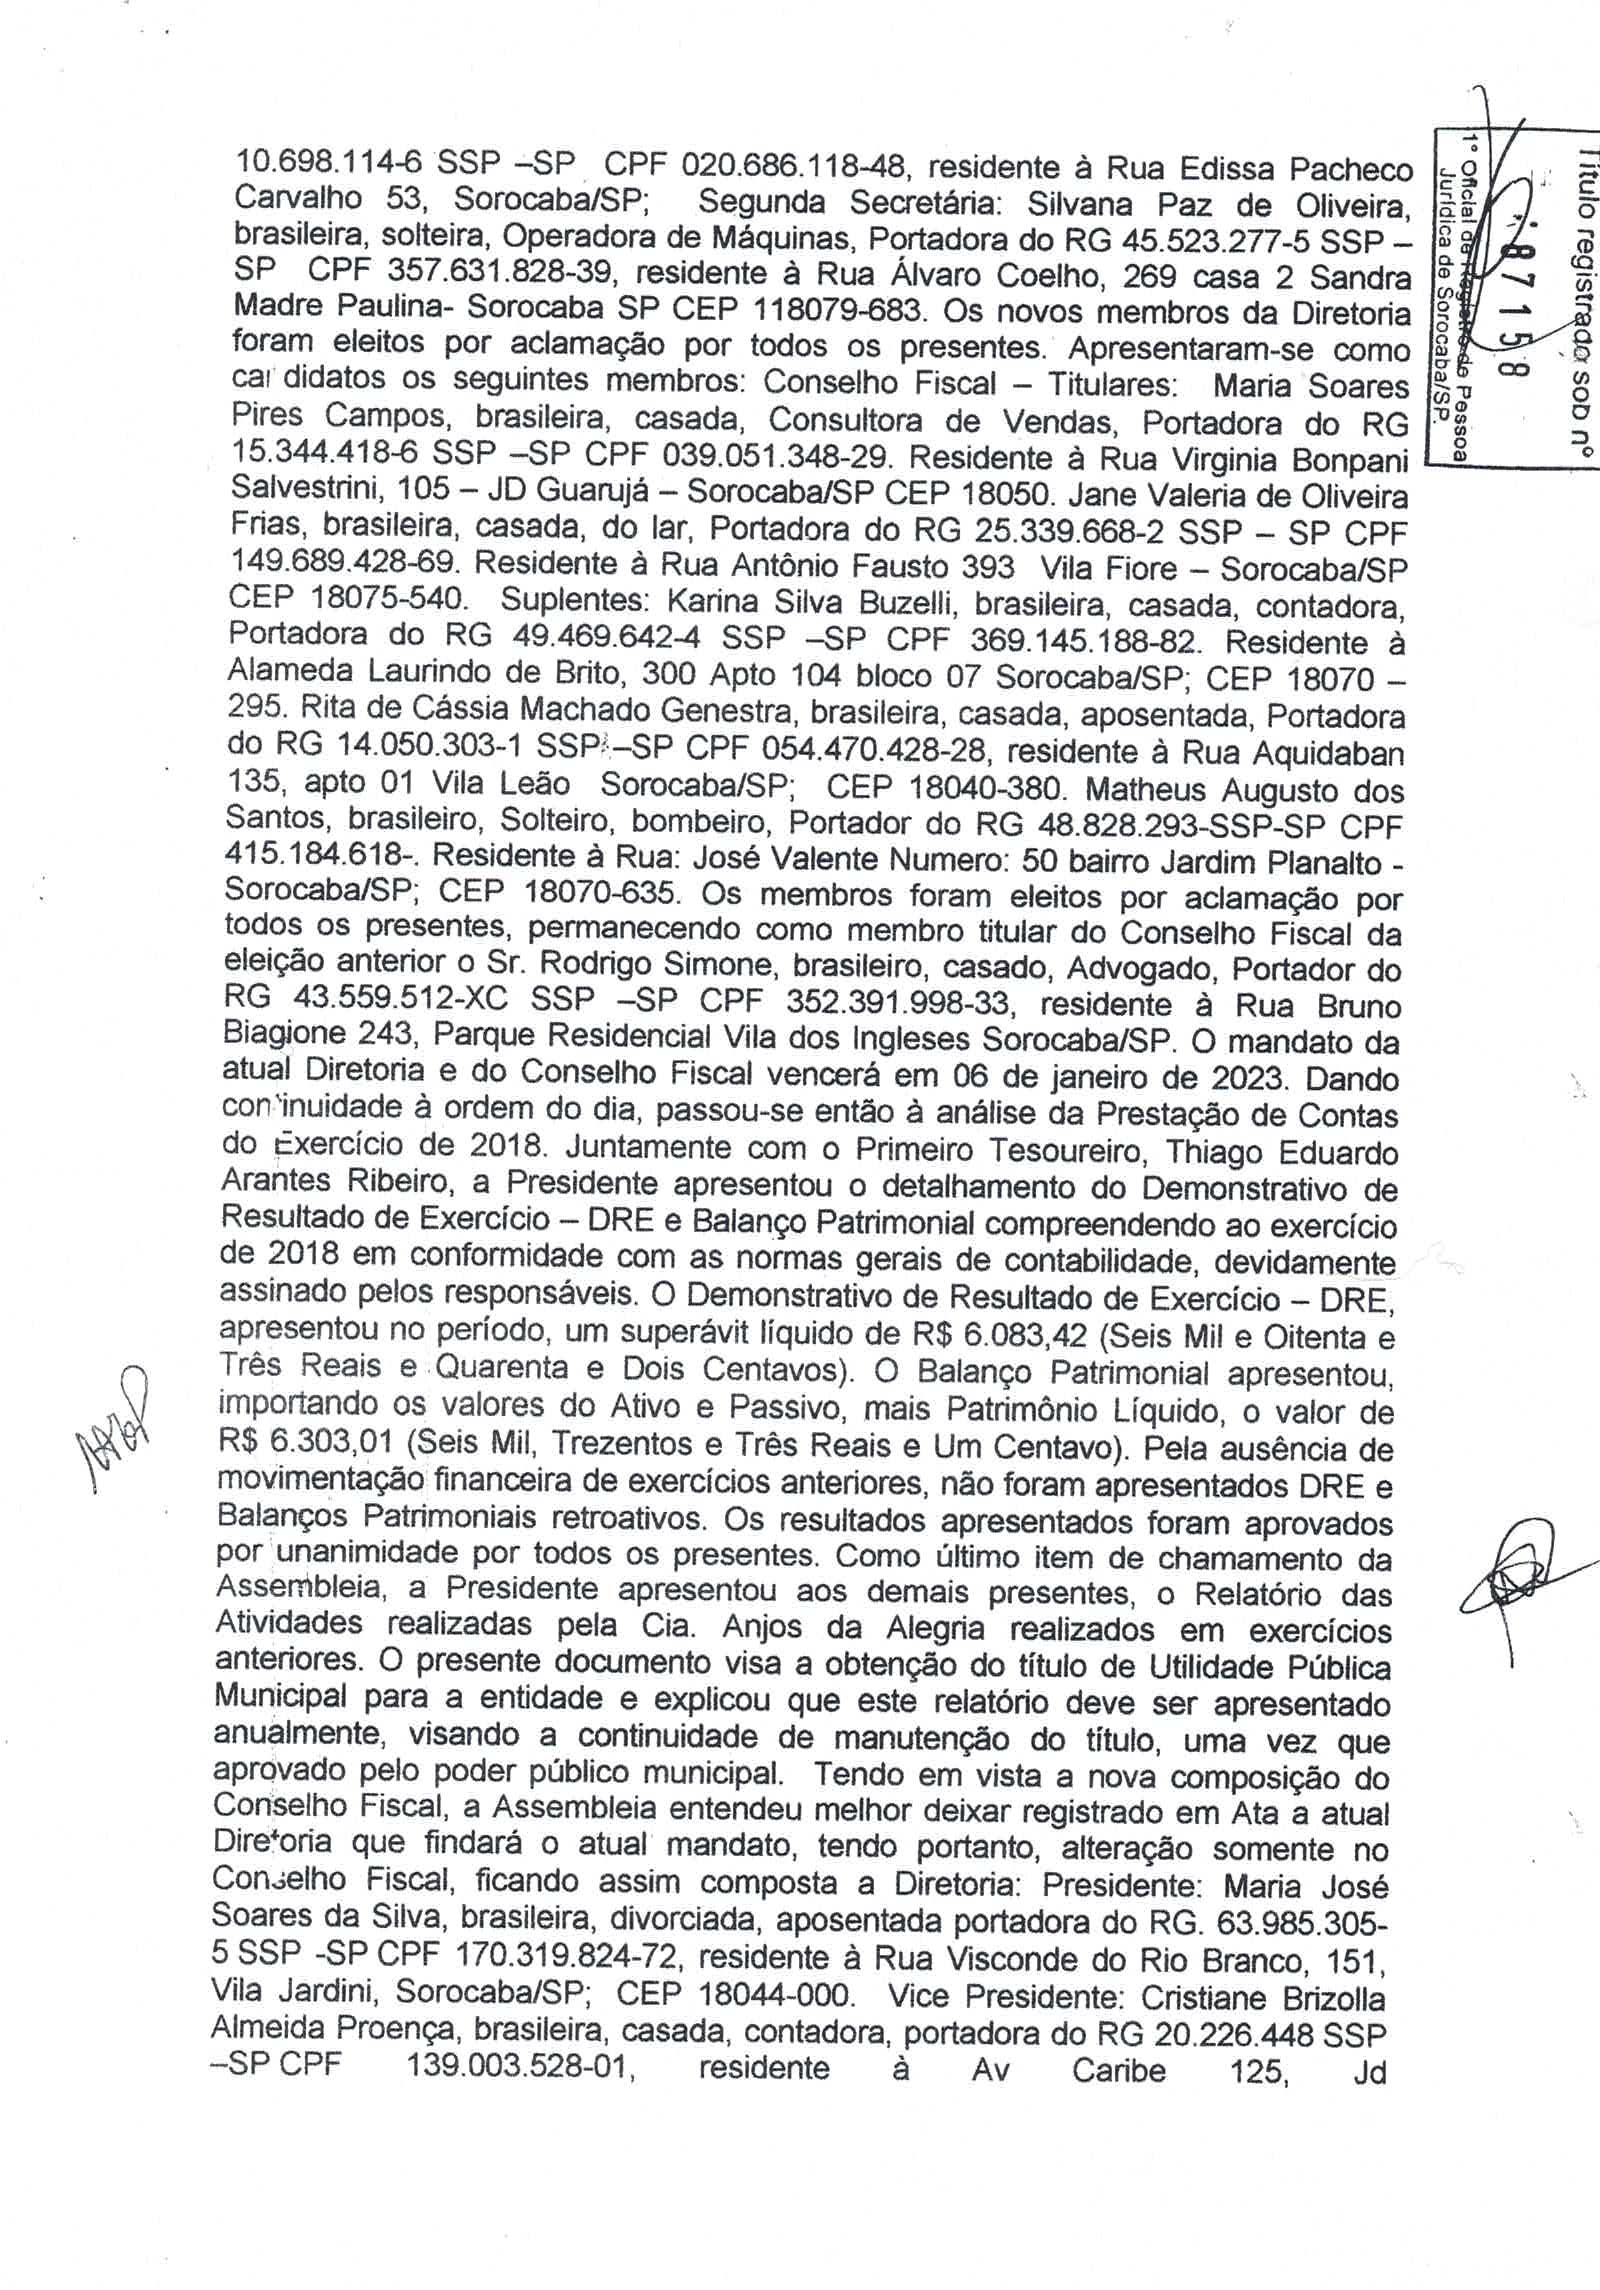 10.698.114-6 SSP –SP CPF 020.686.118-48, residente à Rua Edissa Pacheco
Carvalho 53, Sorocaba/SP; Segunda Secretária: Silvana Paz de Oliveira,
brasileira, solteira, Operadora de Máquinas, Portadora do RG 45.523.277-5 SSP –
SP CPF 357.631.828-39, residente à Rua Álvaro Coelho, 269 casa 2 Sandra
Madre Paulina- Sorocaba SP CEP 118079-683. Os novos membros da Diretoria
foram eleitos por aclamação por todos os presentes. Apresentaram-se como
candidatos os seguintes membros: Conselho Fiscal – Titulares: Maria Soares
Pires Campos, brasileira, casada, Consultora de Vendas, Portadora do RG
15.344.418-6 SSP –SP CPF 039.051.348-29. Residente à Rua Virginia Bonpani
Salvestrini, 105 – JD Guarujá – Sorocaba/SP CEP 18050. Jane Valeria de Oliveira
Frias, brasileira, casada, do lar, Portadora do RG 25.339.668-2 SSP – SP CPF
149.689.428-69. Residente à Rua Antônio Fausto 393 Vila Fiore – Sorocaba/SP
CEP 18075-540. Suplentes: Karina Silva Buzelli, brasileira, casada, contadora,
Portadora do RG 49.469.642-4 SSP –SP CPF 369.145.188-82. Residente à
Alameda Laurindo de Brito, 300 Apto 104 bloco 07 Sorocaba/SP; CEP 18070 –
295. Rita de Cássia Machado Genestra, brasileira, casada, aposentada, Portadora
do RG 14.050.303-1 SSP –SP CPF 054.470.428-28, residente à Rua Aquidaban
135, apto 01 Vila Leão Sorocaba/SP; CEP 18040-380. Matheus Augusto dos
Santos, brasileiro, Solteiro, bombeiro, Portador do RG 48.828.293-SSP-SP CPF
415.184.618-. Residente à Rua: José Valente Numero: 50 bairro Jardim Planalto -
Sorocaba/SP; CEP 18070-635. Os membros foram eleitos por aclamação por
todos os presentes, permanecendo como membro titular do Conselho Fiscal da
eleição anterior o Sr. Rodrigo Simone, brasileiro, casado, Advogado, Portador do
RG 43.559.512-XC SSP –SP CPF 352.391.998-33, residente à Rua Bruno
Biagione 243, Parque Residencial Vila dos Ingleses Sorocaba/SP. O mandato da
atual Diretoria e do Conselho Fiscal vencerá em 06 de janeiro de 2023. Dando
continuidade à ordem do dia, passou-se então à análise da Prestação de Contas
do Exercício de 2018. Juntamente com o Primeiro Tesoureiro, Thiago Eduardo
Arantes Ribeiro, a Presidente apresentou o detalhamento do Demonstrativo de
Resultado de Exercício – DRE e Balanço Patrimonial compreendendo ao exercício
de 2018 em conformidade com as normas gerais de contabilidade, devidamente
assinado pelos responsáveis. O Demonstrativo de Resultado de Exercício – DRE,
apresentou no período, um superávit líquido de R$ 6.083,42 (Seis Mil e Oitenta e
Três Reais e Quarenta e Dois Centavos). O Balanço Patrimonial apresentou,
importando os valores do Ativo e Passivo, mais Patrimônio Líquido, o valor de
R$ 6.303,01 (Seis Mil, Trezentos e Três Reais e Um Centavo). Pela ausência de
movimentação financeira de exercícios anteriores, não foram apresentados DRE e
Balanços Patrimoniais retroativos. Os resultados apresentados foram aprovados
por unanimidade por todos os presentes. Como último item de chamamento da
Assembleia, a Presidente apresentou aos demais presentes, o Relatório das
Atividades realizadas pela Cia. Anjos da Alegria realizados em exercícios
anteriores. O presente documento visa a obtenção do título de Utilidade Pública
Municipal para a entidade e explicou que este relatório deve ser apresentado
anualmente, visando a continuidade de manutenção do título, uma vez que
aprovado pelo poder público municipal. Tendo em vista a nova composição do
Conselho Fiscal, a Assembleia entendeu melhor deixar registrado em Ata a atual
Diretoria que findará o atual mandato, tendo portanto, alteração somente no
Conselho Fiscal, ficando assim composta a Diretoria: Presidente: Maria José
Soares da Silva, brasileira, divorciada, aposentada portadora do RG. 63.985.305-
5 SSP -SP CPF 170.319.824-72, residente à Rua Visconde do Rio Branco, 151,
Vila Jardini, Sorocaba/SP; CEP 18044-000. Vice Presidente: Cristiane Brizolla
Almeida Proença, brasileira, casada, contadora, portadora do RG 20.226.448 SSP
–SP CPF 139.003.528-01, residente à Av Caribe 125, Jd
Título registrado sob nº
87158
1º Oficial de Registro de Pessoa
Jurídica de Sorocaba/SP.